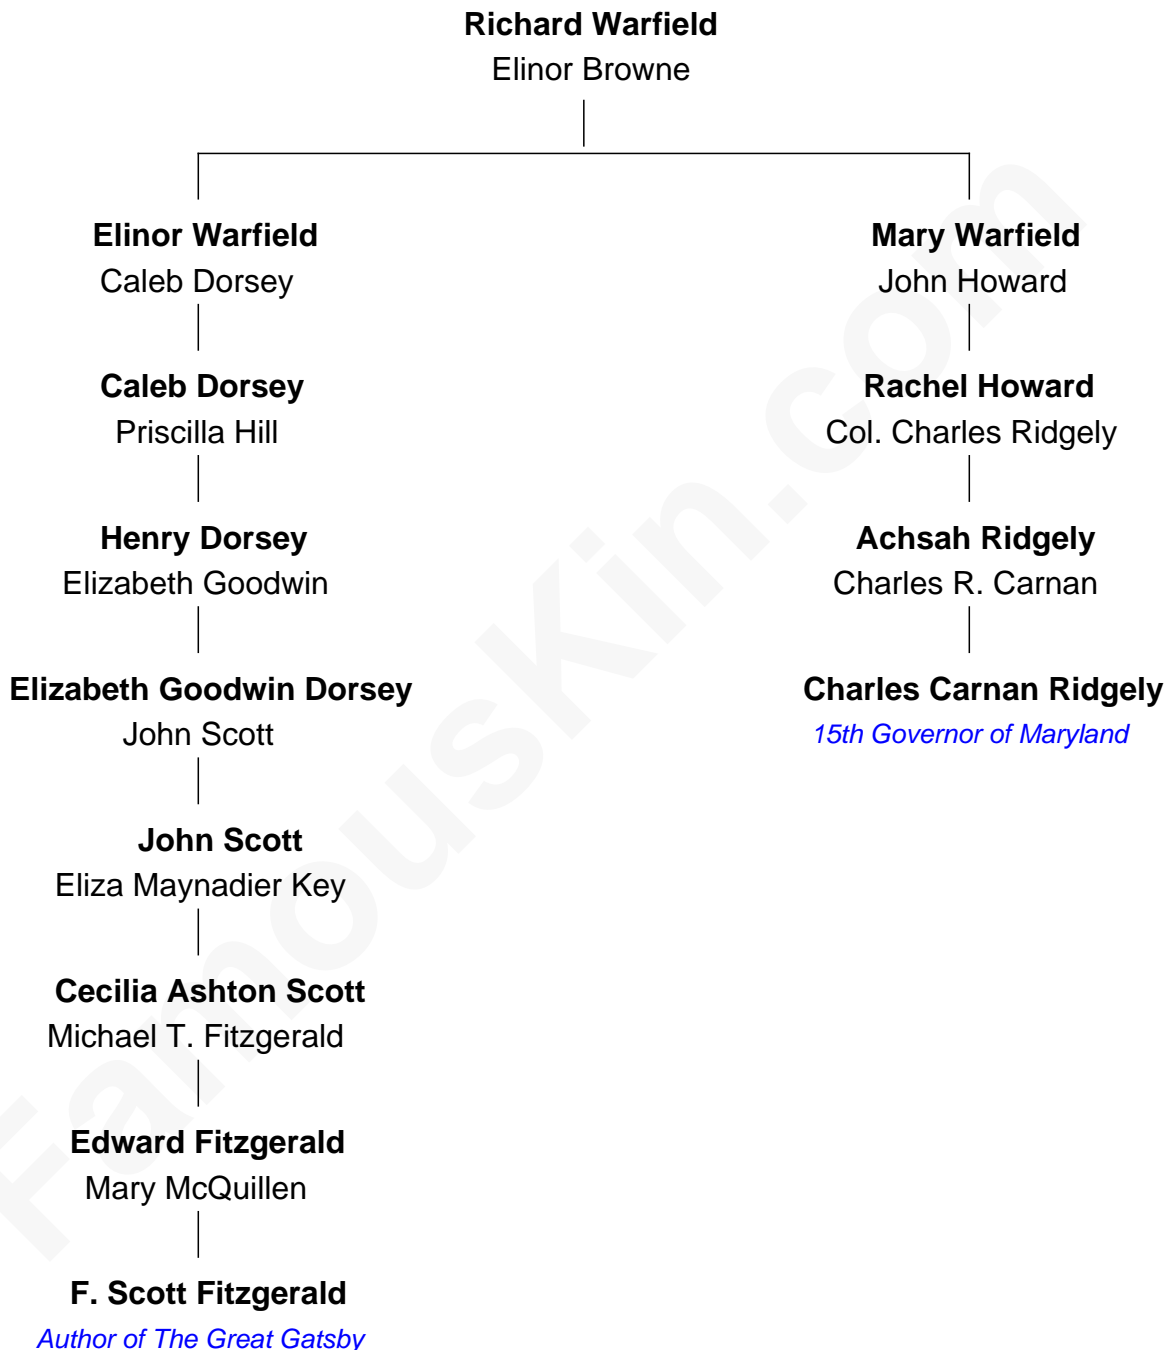 Richard Warfield
Elinor Browne
Elinor Warfield
Caleb Dorsey
Mary Warfield
John Howard
Caleb Dorsey
Priscilla Hill
Rachel Howard
Col. Charles Ridgely
Henry Dorsey
Elizabeth Goodwin
Achsah Ridgely
Charles R. Carnan
Elizabeth Goodwin Dorsey
John Scott
Charles Carnan Ridgely
15th Governor of Maryland
John Scott
Eliza Maynadier Key
Cecilia Ashton Scott
Michael T. Fitzgerald
Edward Fitzgerald
Mary McQuillen
F. Scott Fitzgerald
Author of The Great Gatsby
FamousKin.com